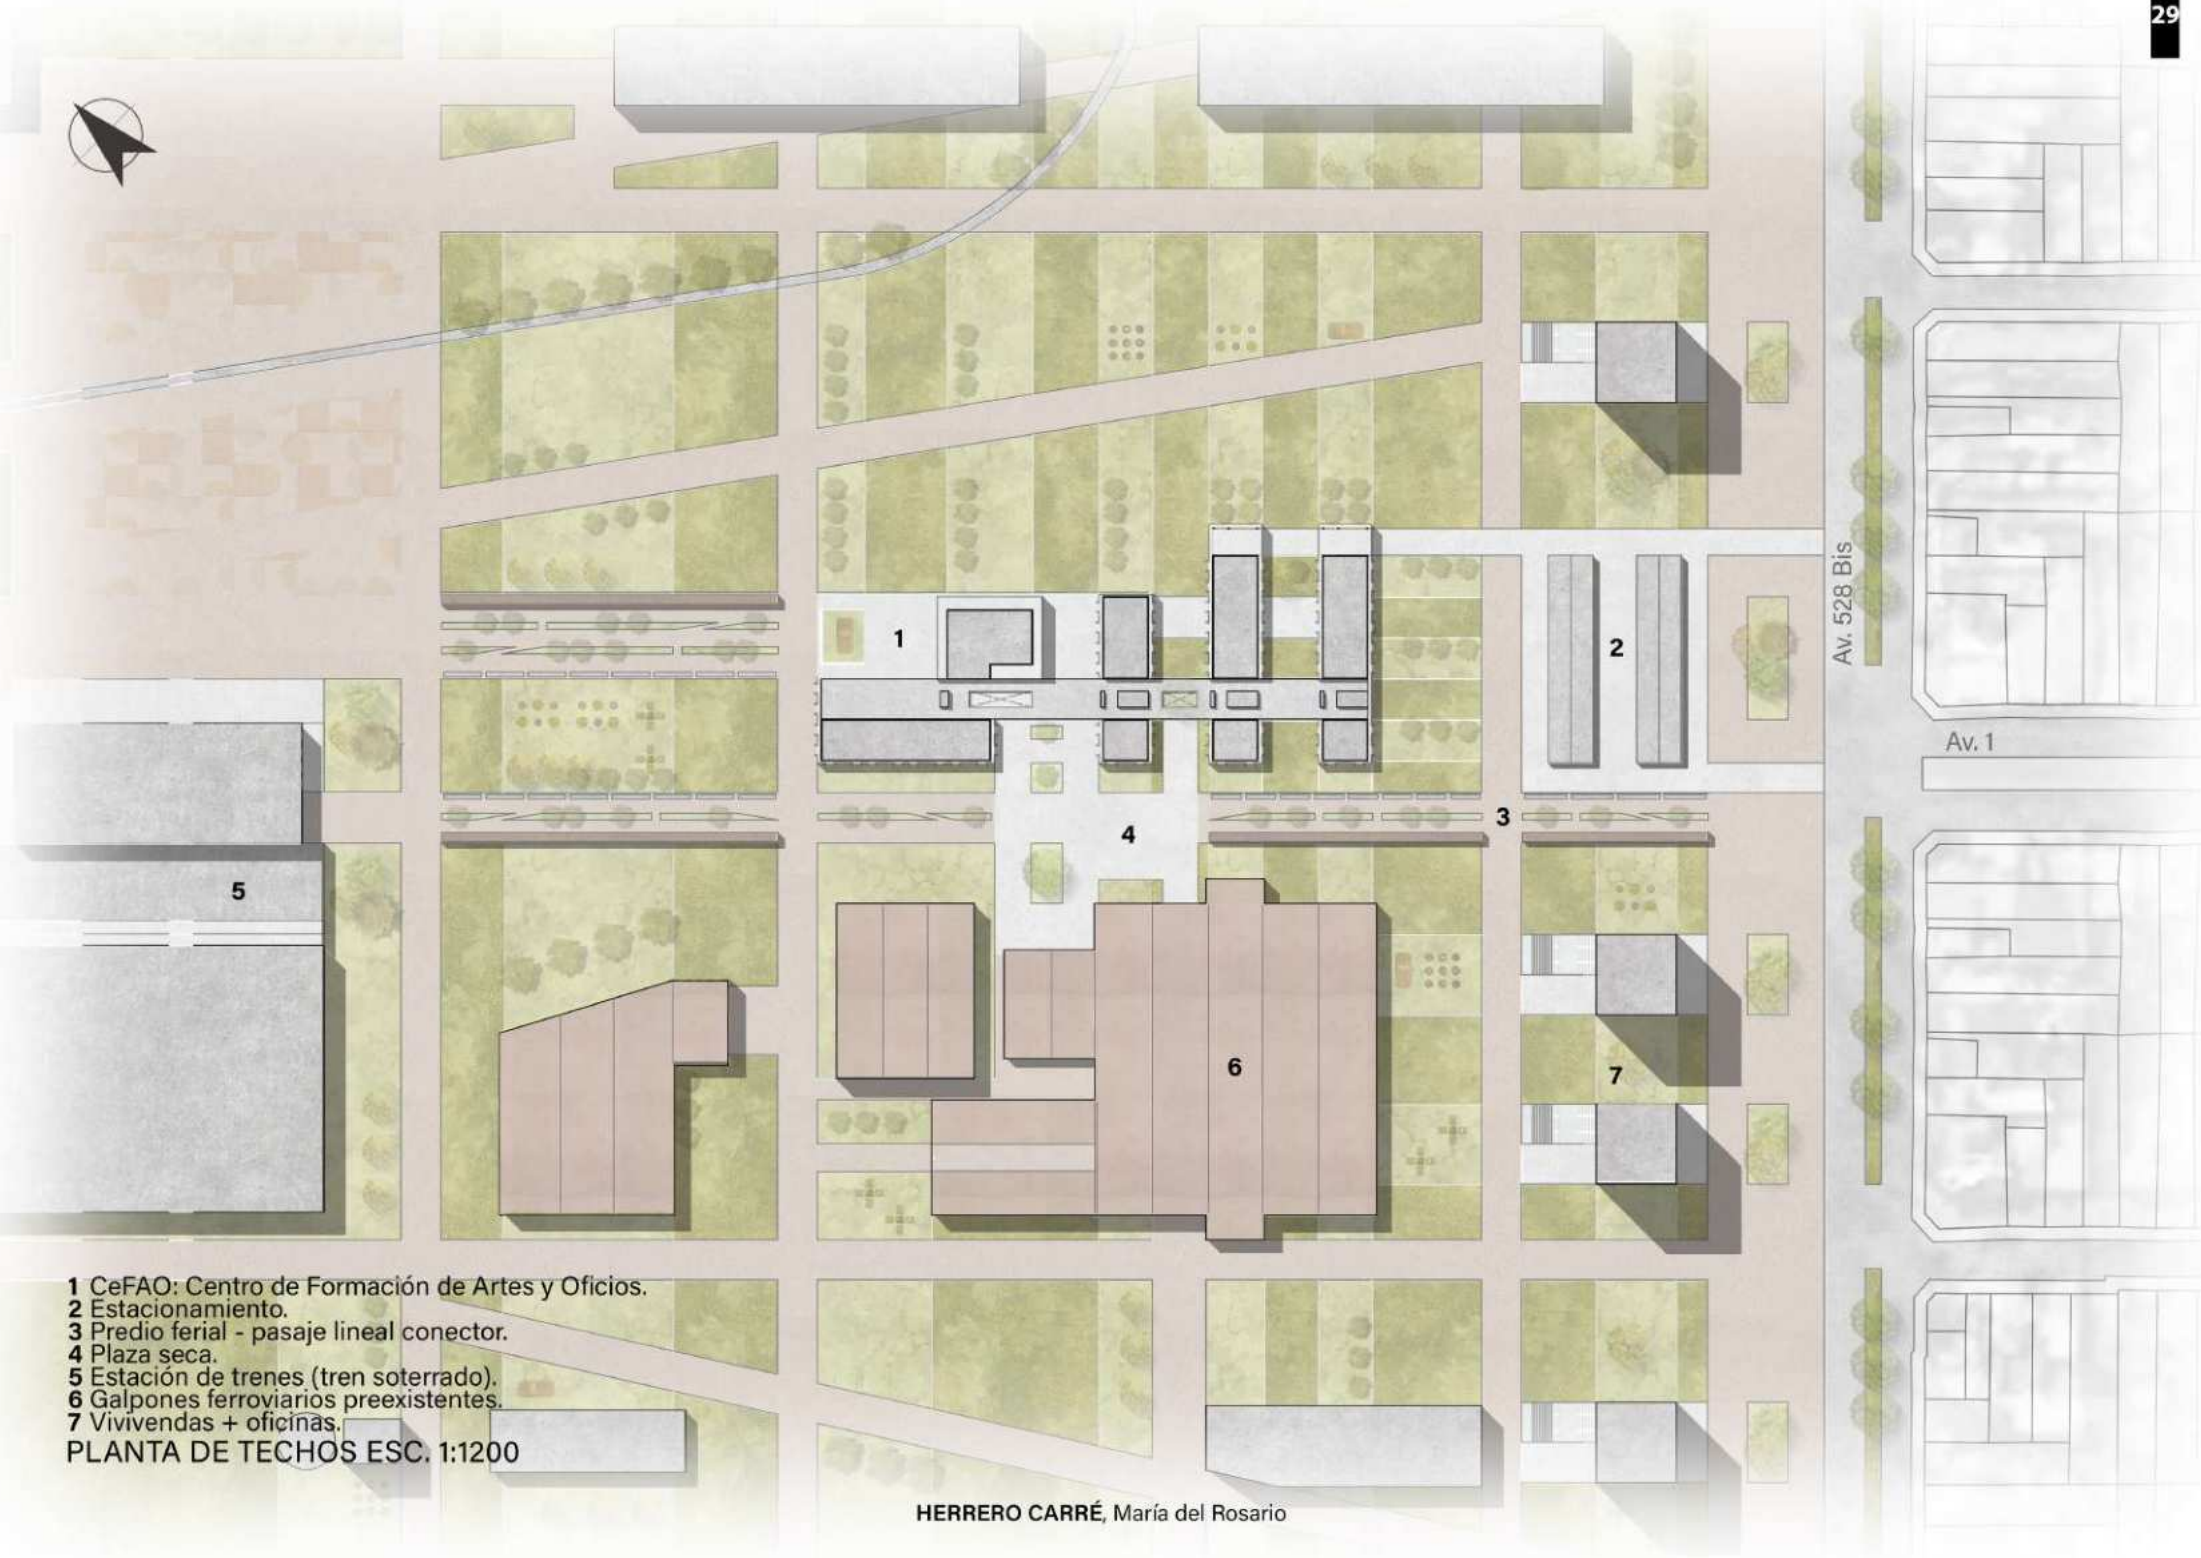 29
Av. 528 Bis
1
2
Av. 1
3
4
5
6
7
1 CeFAO: Centro de Formación de Artes y Oficios.
2 Estacionamiento.
3 Predio ferial - pasaje lineal conector.
4 Plaza seca.
5 Estación de trenes (tren soterrado).
6 Galpones ferroviarios preexistentes.
7 Vivivendas + oficinas.
PLANTA DE TECHOS ESC. 1:1200
HERRERO CARRÉ, María del Rosario